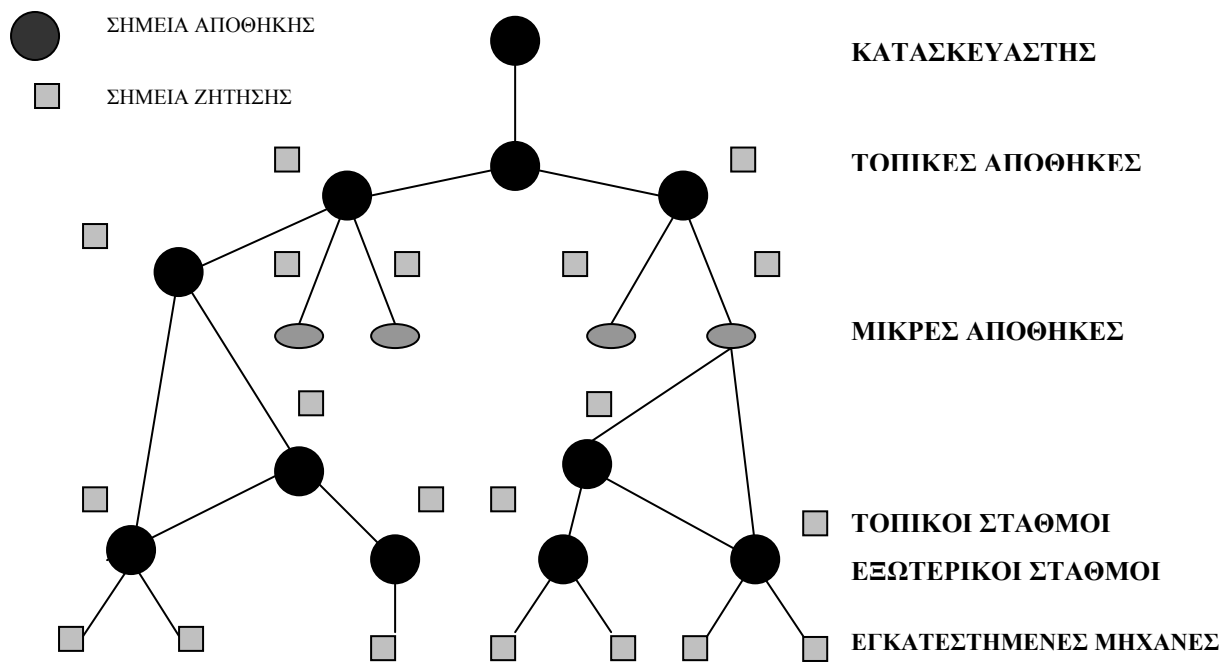 ΣΗΜΕΙΑ ΑΠΟΘΗΚΗΣ
ΚΑΤΑΣΚΕΥΑΣΤΗΣ
ΣΗΜΕΙΑ ΖΗΤΗΣΗΣ
ΤΟΠΙΚΕΣ ΑΠΟΘΗΚΕΣ
ΜΙΚΡΕΣ ΑΠΟΘΗΚΕΣ
ΤΟΠΙΚΟΙ ΣΤΑΘΜΟΙ
ΕΞΩΤΕΡΙΚΟΙ ΣΤΑΘΜΟΙ
ΕΓΚΑΤΕΣΤΗΜΕΝΕΣ ΜΗΧΑΝΕΣ